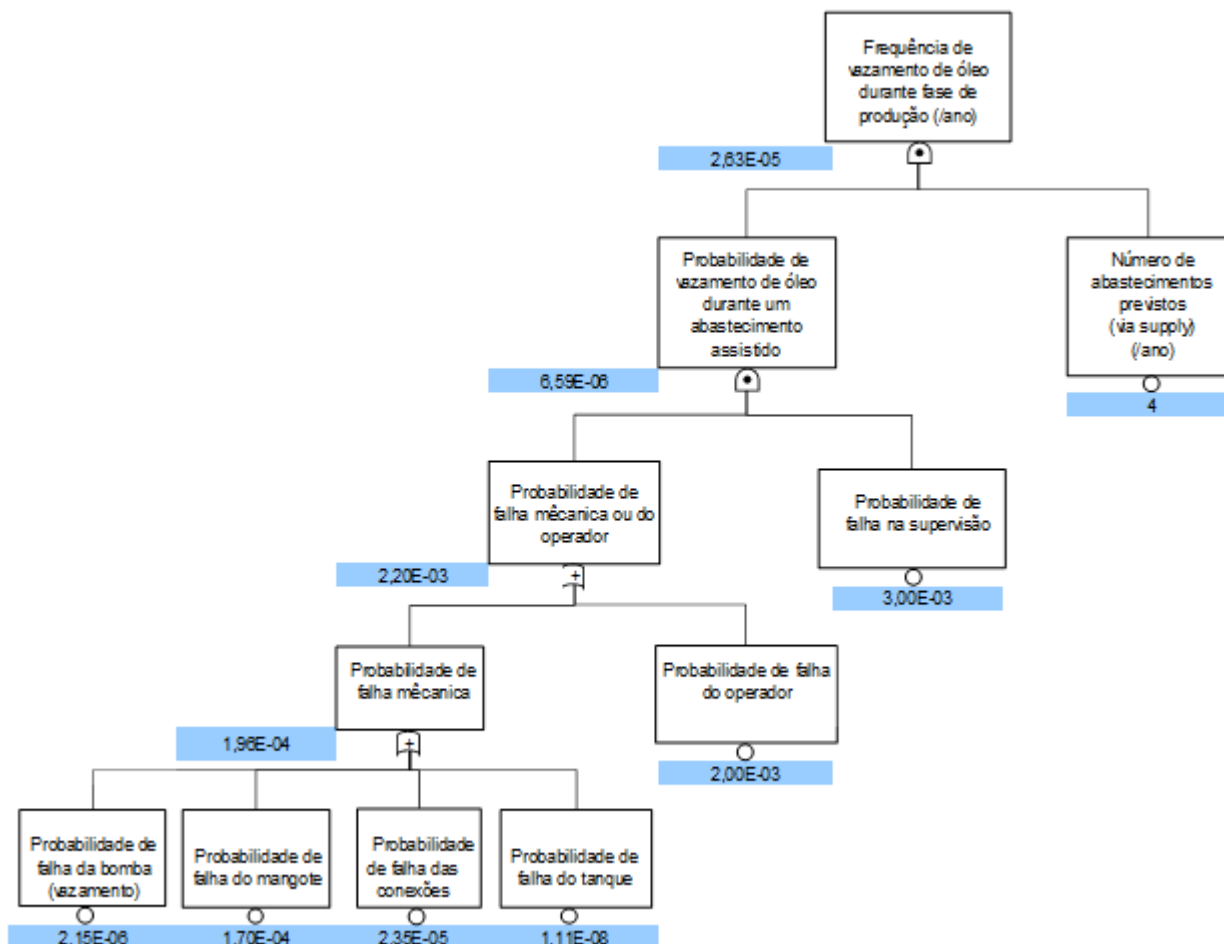 Frequência de
vazamento de óleo
durante fase de
produção (/ano)
2,63E-05
Probabilidade de
vazamento de óleo
durante um
abastecimento
assistido
Número de
abastecimentos
previstos
(via supply)
(/ano)
6,59E-06
4
Probabilidade de
falha mêcanica ou do
operador
Probabilidade de
falha na supervisão
2,20E-03
+
3,00E-03
Probabilidade de
falha mêcanica
Probabilidade de falha
do operador
1,96E-04
+
2,00E-03
Probabilidade de
falha da bomba
(vazamento)
Probabilidade de
falha do mangote
Probabilidade
de falha das
conexões
Probabilidade de
falha do tanque
2,15E-06
1,70E-04
2,35E-05
1,11E-08